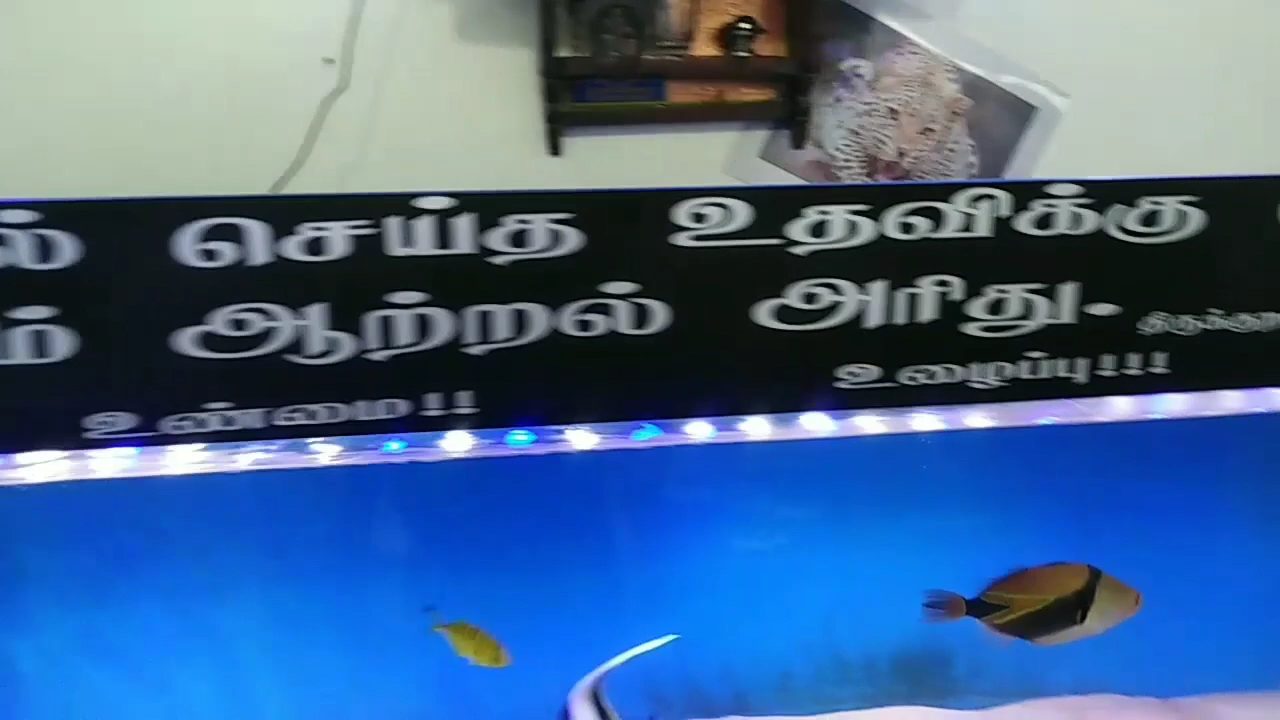 செய்த உதவிக்கு
ஆற்றல் அரிது.
உண்மை!! உழைப்பு!!!